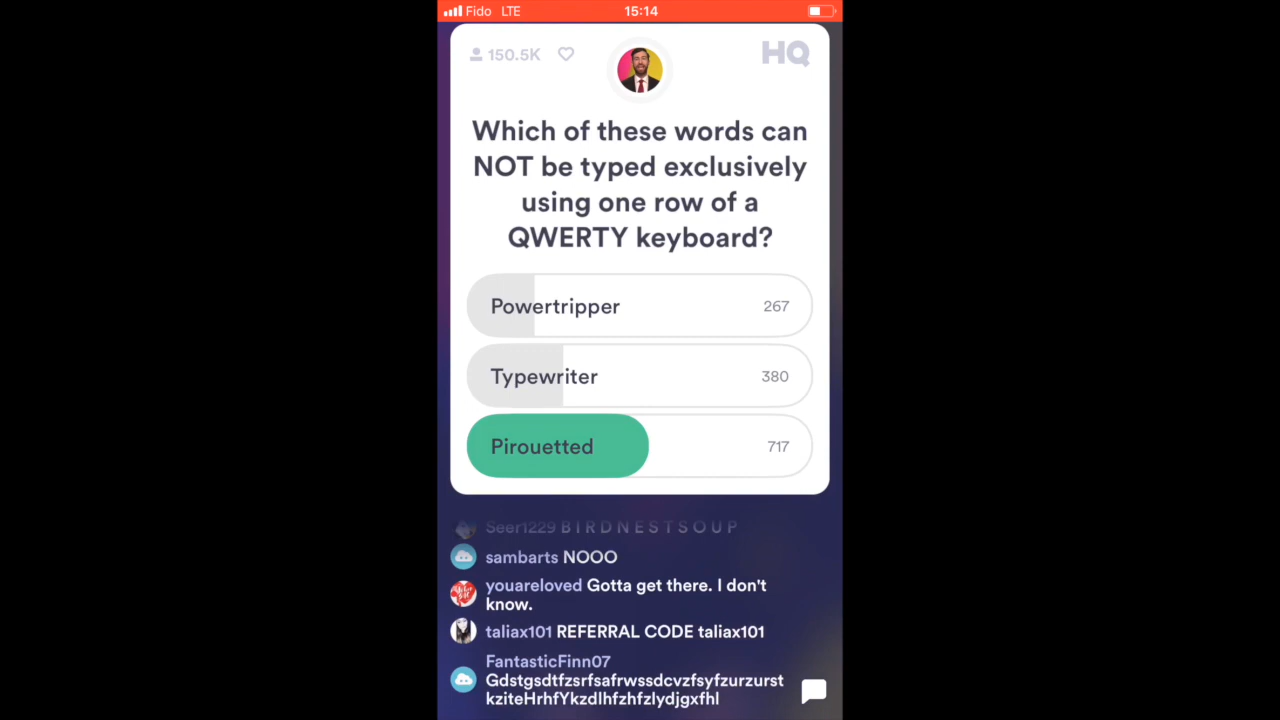 Fido LTE 15:14
150.5K HQ
Which of these words can
NOT be typed exclusively
using one row of a
QWERTY keyboard?
Powertripper 267
Typewriter 380
Pirouetted 717
Seer1229 B I R D N E S T S O U P
sambarts NOOO
youareloved Gotta get there. I don't
know.
taliax101 REFERRAL CODE taliax101
FantasticFinn07
Gdstgsdtfzsrfsafrwssdcvzfsyfzurzurst
kziteHrhfYkzdlhfzhfzlydjgxfhl